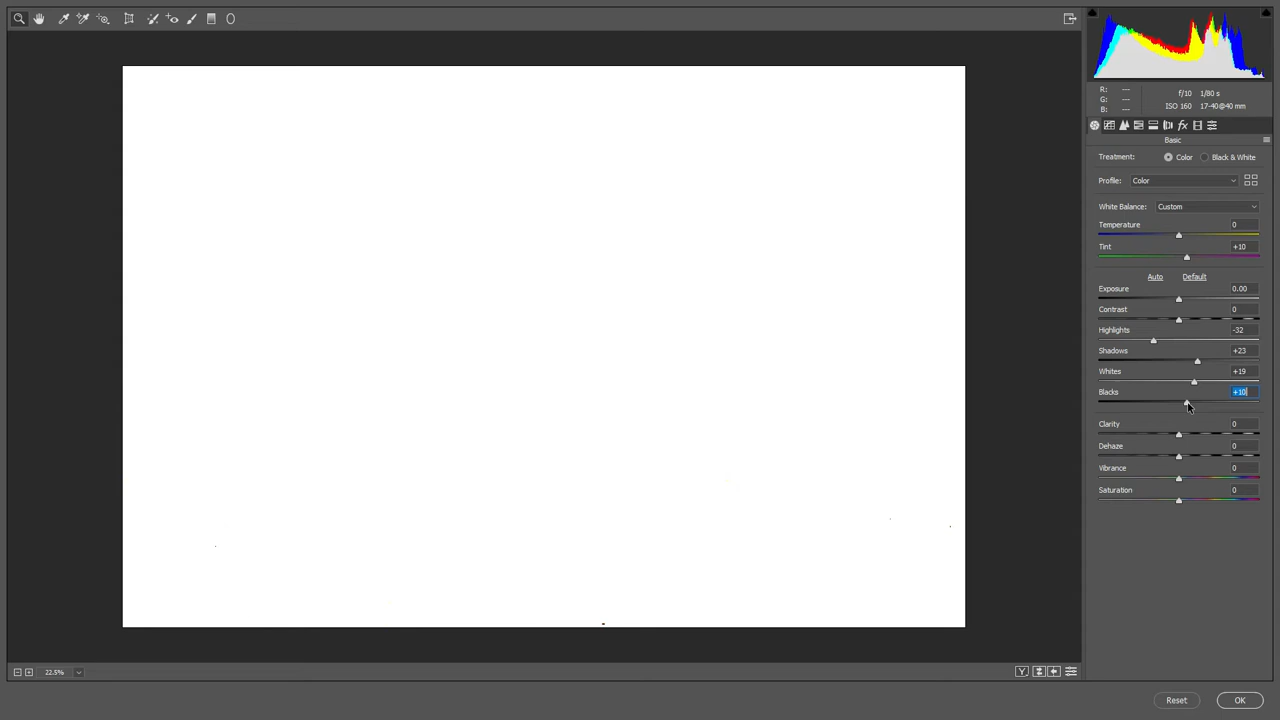 R: ---
G: ---
B: ---
f/10 1/80 s
ISO 160 17-40@40 mm
fx
Basic
Treatment: Color Black & White
Profile: Color
White Balance: Custom
Temperature 0
Tint +10
Auto Default
Exposure 0.00
Contrast 0
Highlights -32
Shadows +23
Whites +19
Blacks +10
Clarity 0
Dehaze 0
Vibrance 0
Saturation 0
22.5% Y
Reset OK